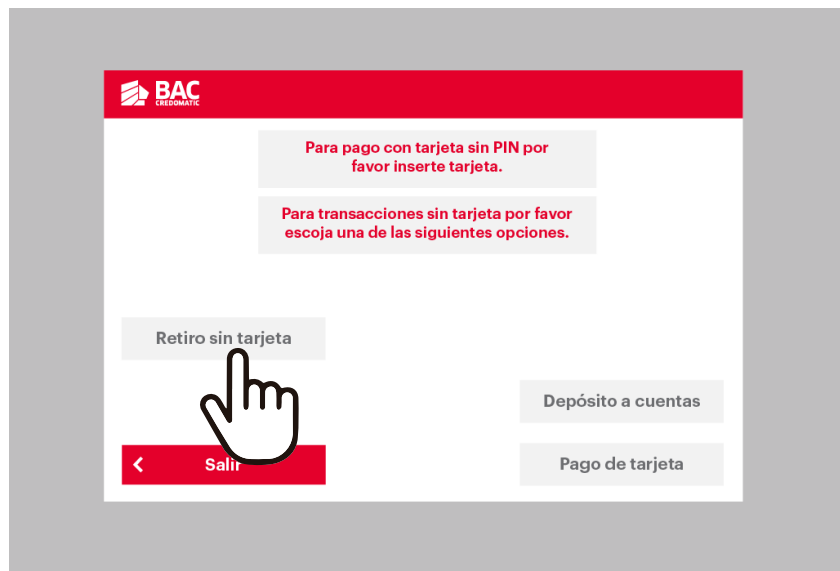 BAC
CREDOMATIC
Para pago con tarjeta sin PIN por
favor inserte tarjeta.
Para transacciones sin tarjeta por favor
escoja una de las siguientes opciones.
Retiro sin tarjeta
Depósito a cuentas
Salir
Pago de tarjeta